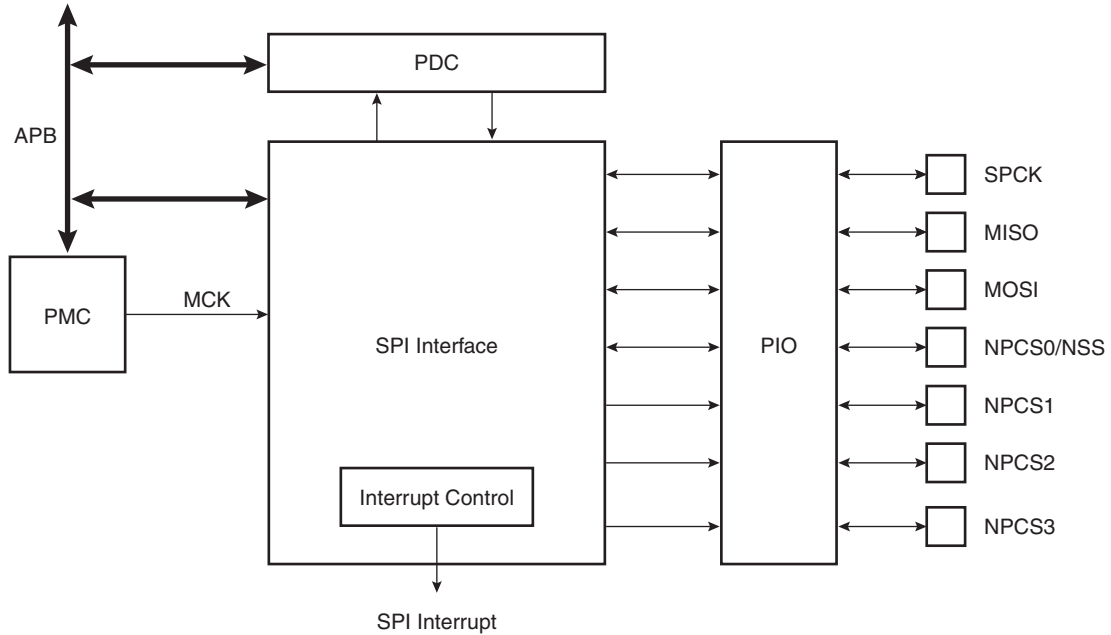 PDC
APB
SPCK
MISO
MCK
MOSI
PMC
SPI Interface
PIO
NPCS0/NSS
NPCS1
NPCS2
Interrupt Control
NPCS3
SPI Interrupt